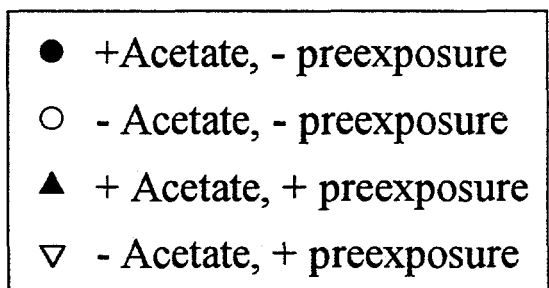 +Acetate, - preexposure
- Acetate, - preexposure
+ Acetate, + preexposure
- Acetate, + preexposure